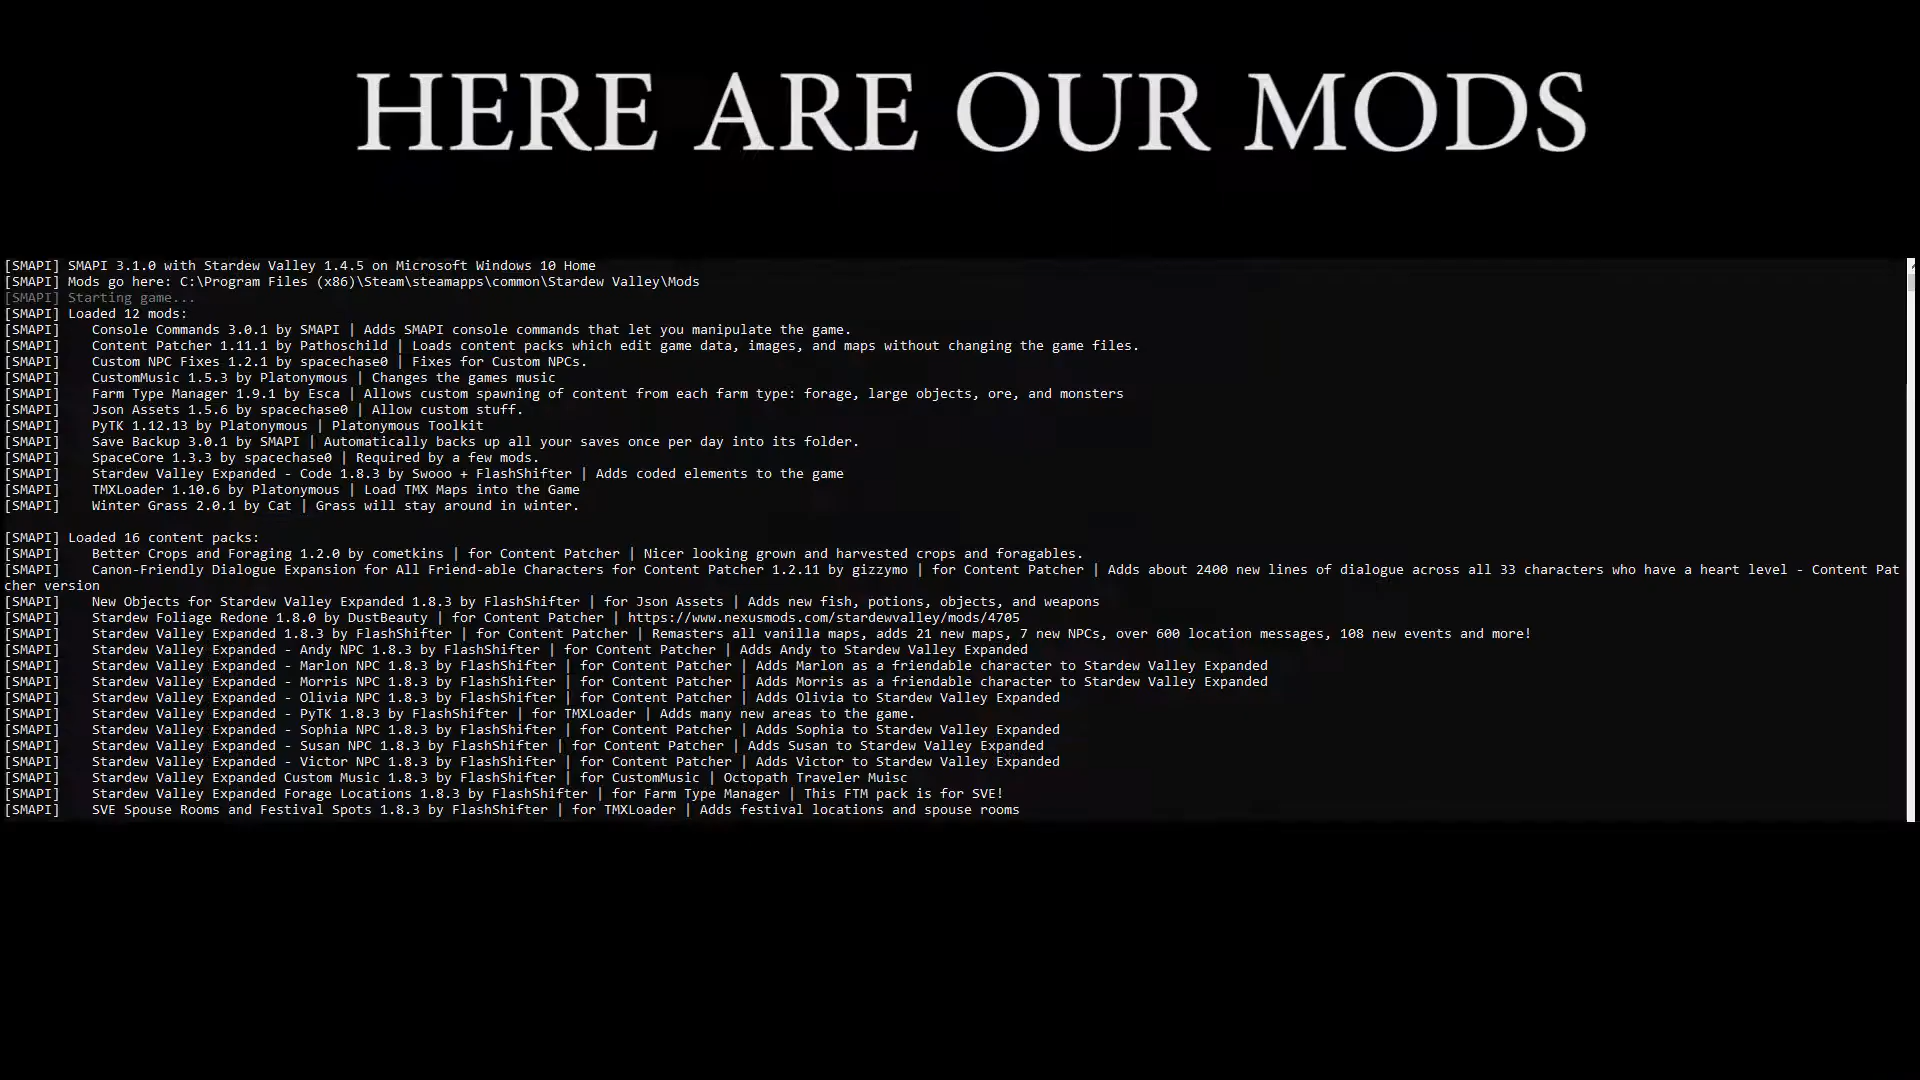 HERE ARE OUR MODS
[SMAPI] SMAPI 3.1.0 with Stardew Valley 1.4.5 on Microsoft Windows 10 Home
[SMAPI] Mods go here: C:\Program Files (x86)\Steam\steamapps\common\Stardew Valley\Mods
[SMAPI] Starting game...
[SMAPI] Loaded 12 mods:
[SMAPI]    Console Commands 3.0.1 by SMAPI | Adds SMAPI console commands that let you manipulate the game.
[SMAPI]    Content Patcher 1.11.1 by Pathoschild | Loads content packs which edit game data, images, and maps without changing the game files.
[SMAPI]    Custom NPC Fixes 1.2.1 by spacechase0 | Fixes for Custom NPCs.
[SMAPI]    CustomMusic 1.5.3 by Platonymous | Changes the games music
[SMAPI]    Farm Type Manager 1.9.1 by Esca | Allows custom spawning of content from each farm type: forage, large objects, ore, and monsters
[SMAPI]    Json Assets 1.5.6 by spacechase0 | Allow custom stuff.
[SMAPI]    PyTK 1.12.13 by Platonymous | Platonymous Toolkit
[SMAPI]    Save Backup 3.0.1 by SMAPI | Automatically backs up all your saves once per day into its folder.
[SMAPI]    SpaceCore 1.3.3 by spacechase0 | Required by a few mods.
[SMAPI]    Stardew Valley Expanded - Code 1.8.3 by Swooo + FlashShifter | Adds coded elements to the game
[SMAPI]    TMXLoader 1.10.6 by Platonymous | Load TMX Maps into the Game
[SMAPI]    Winter Grass 2.0.1 by Cat | Grass will stay around in winter.
[SMAPI] Loaded 16 content packs:
[SMAPI]    Better Crops and Foraging 1.2.0 by cometkins | for Content Patcher | Nicer looking grown and harvested crops and foragables.
[SMAPI]    Canon-Friendly Dialogue Expansion for All Friend-able Characters for Content Patcher 1.2.11 by gizzymo | for Content Patcher | Adds about 2400 new lines of dialogue across all 33 characters who have a heart level - Content Pat
cher version
[SMAPI]    New Objects for Stardew Valley Expanded 1.8.3 by FlashShifter | for Json Assets | Adds new fish, potions, objects, and weapons
[SMAPI]    Stardew Foliage Redone 1.8.0 by DustBeauty | for Content Patcher | https://www.nexusmods.com/stardewvalley/mods/4705
[SMAPI]    Stardew Valley Expanded 1.8.3 by FlashShifter | for Content Patcher | Remasters all vanilla maps, adds 21 new maps, 7 new NPCs, over 600 location messages, 108 new events and more!
[SMAPI]    Stardew Valley Expanded - Andy NPC 1.8.3 by FlashShifter | for Content Patcher | Adds Andy to Stardew Valley Expanded
[SMAPI]    Stardew Valley Expanded - Marlon NPC 1.8.3 by FlashShifter | for Content Patcher | Adds Marlon as a friendable character to Stardew Valley Expanded
[SMAPI]    Stardew Valley Expanded - Morris NPC 1.8.3 by FlashShifter | for Content Patcher | Adds Morris as a friendable character to Stardew Valley Expanded
[SMAPI]    Stardew Valley Expanded - Olivia NPC 1.8.3 by FlashShifter | for Content Patcher | Adds Olivia to Stardew Valley Expanded
[SMAPI]    Stardew Valley Expanded - PyTK 1.8.3 by FlashShifter | for TMXLoader | Adds many new areas to the game.
[SMAPI]    Stardew Valley Expanded - Sophia NPC 1.8.3 by FlashShifter | for Content Patcher | Adds Sophia to Stardew Valley Expanded
[SMAPI]    Stardew Valley Expanded - Susan NPC 1.8.3 by FlashShifter | for Content Patcher | Adds Susan to Stardew Valley Expanded
[SMAPI]    Stardew Valley Expanded - Victor NPC 1.8.3 by FlashShifter | for Content Patcher | Adds Victor to Stardew Valley Expanded
[SMAPI]    Stardew Valley Expanded Custom Music 1.8.3 by FlashShifter | for CustomMusic | Octopath Traveler Muisc
[SMAPI]    Stardew Valley Expanded Forage Locations 1.8.3 by FlashShifter | for Farm Type Manager | This FTM pack is for SVE!
[SMAPI]    SVE Spouse Rooms and Festival Spots 1.8.3 by FlashShifter | for TMXLoader | Adds festival locations and spouse rooms